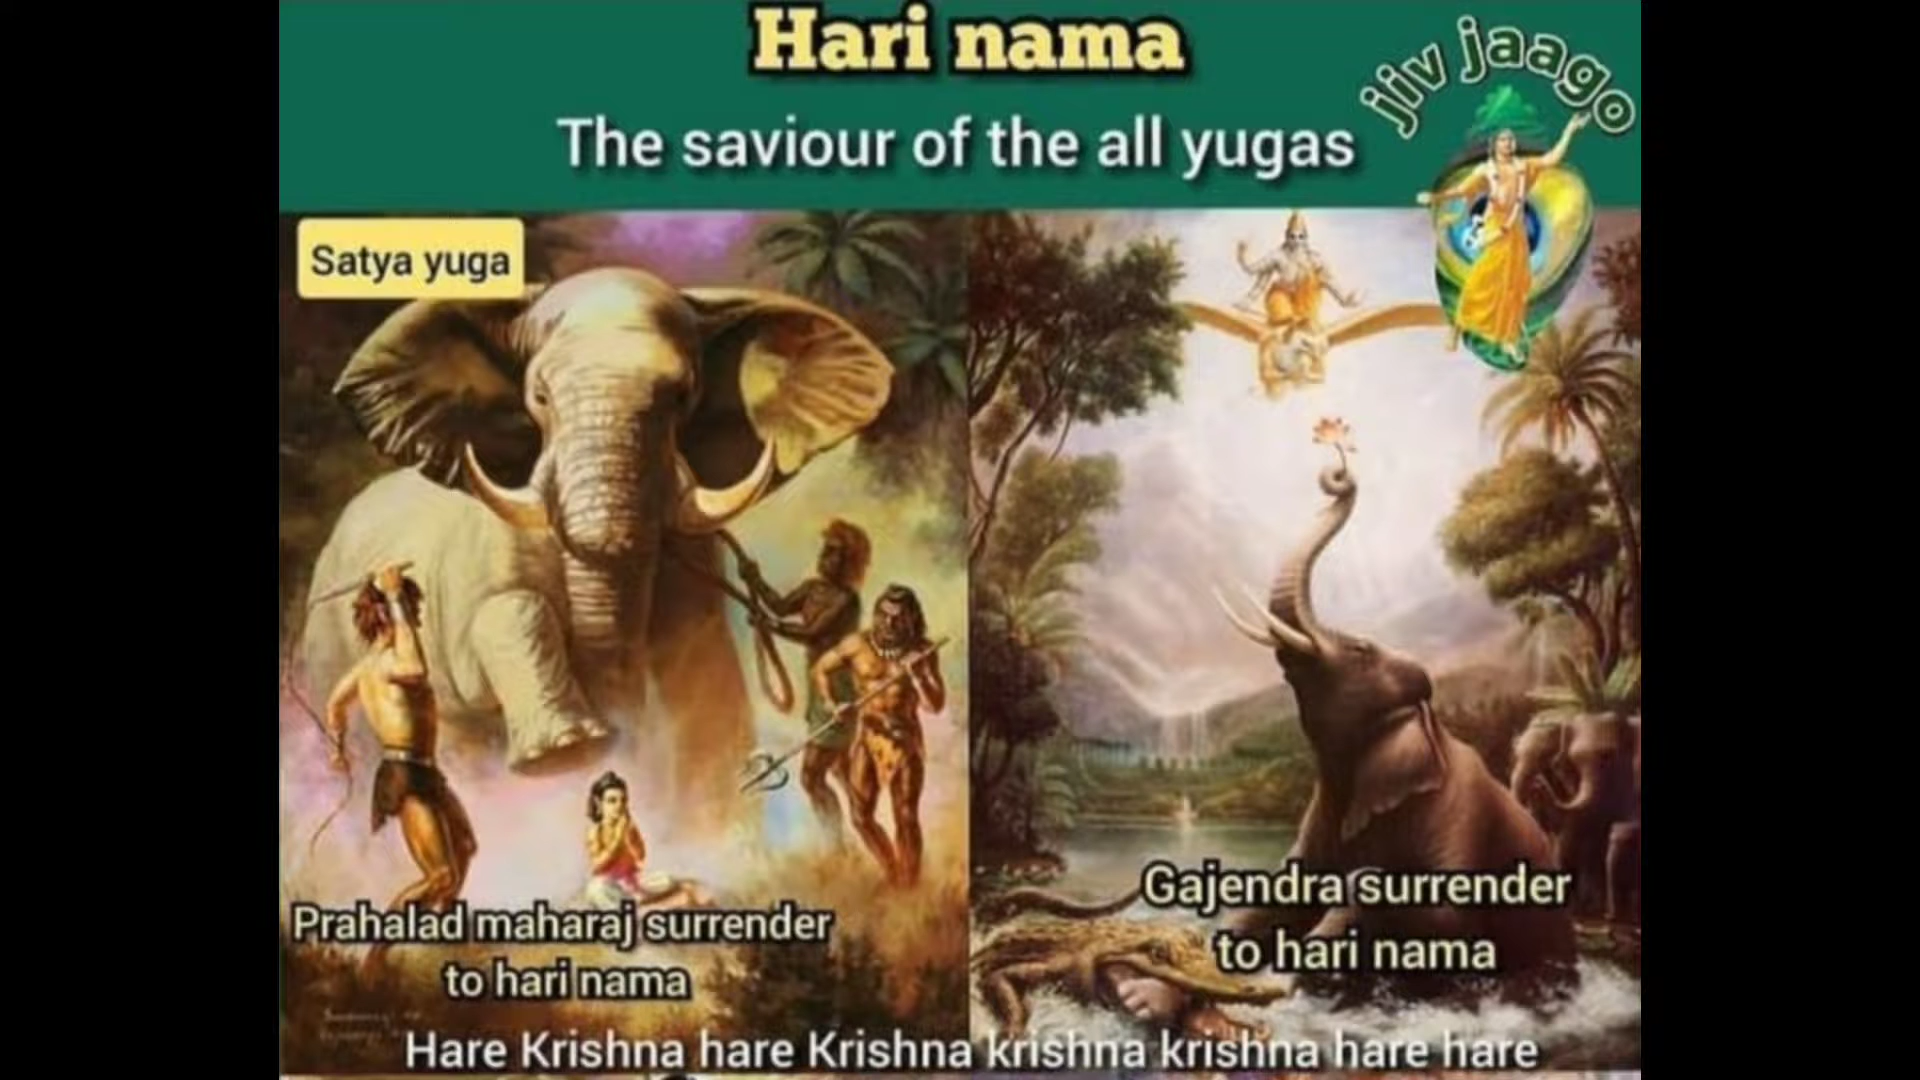 Hari nama
jiv jaago
The saviour of the all yugas
Satya yuga
Prahalad maharaj surrender
to hari nama
Gajendra surrender
to hari nama
Hare Krishna hare Krishna krishna krishna hare hare